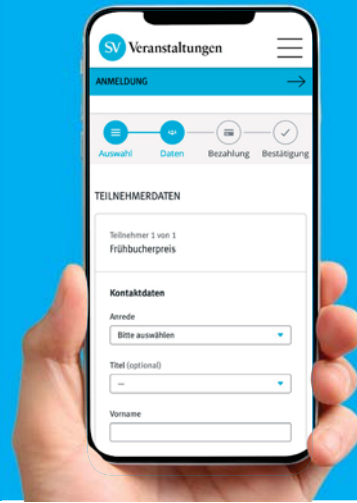 SV Veranstaltungen
ANMELDUNG
Auswahl Daten Bezahlung Bestätigung
TEILNEHMERDATEN
Teilnehmer 1 von 1
Frühbucherpreis
Kontaktdaten
Anrede
Bitte auswählen
Titel (optional)
--
Vorname